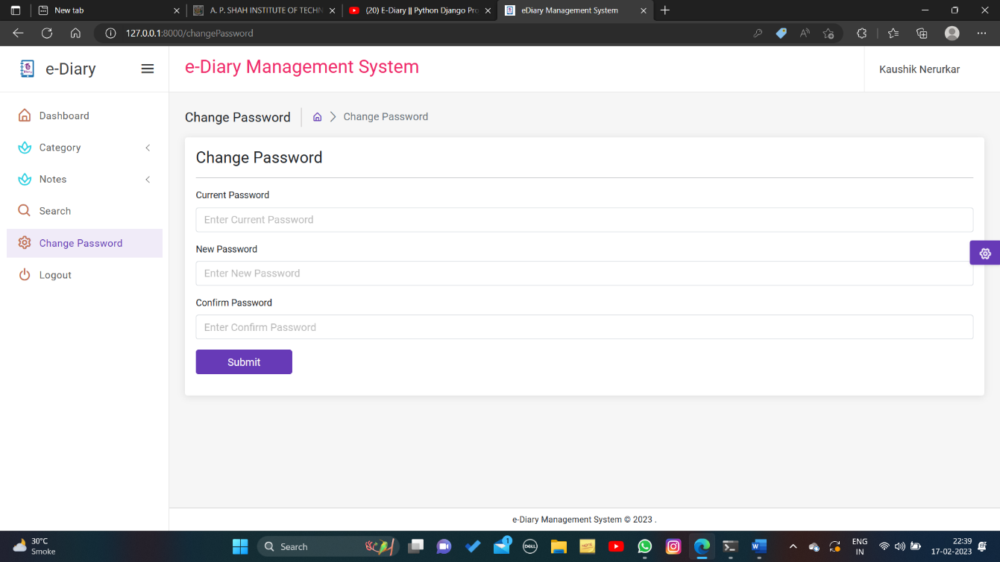 New tab
A. P. SHAH INSTITUTE OF TECHN
(20) E-Diary || Python Django Pro
eDiary Management System
127.0.0.1:8000/changePassword
e-Diary
e-Diary Management System
Kaushik Nerurkar
Change Password
Change Password
Dashboard
Category
Notes
Search
Change Password
Logout
Change Password
Current Password
Enter Current Password
New Password
Enter New Password
Confirm Password
Enter Confirm Password
Submit
e-Diary Management System © 2023 .
30°C
Smoke
Search
1
DELL
ENG
IN
22:39
17-02-2023